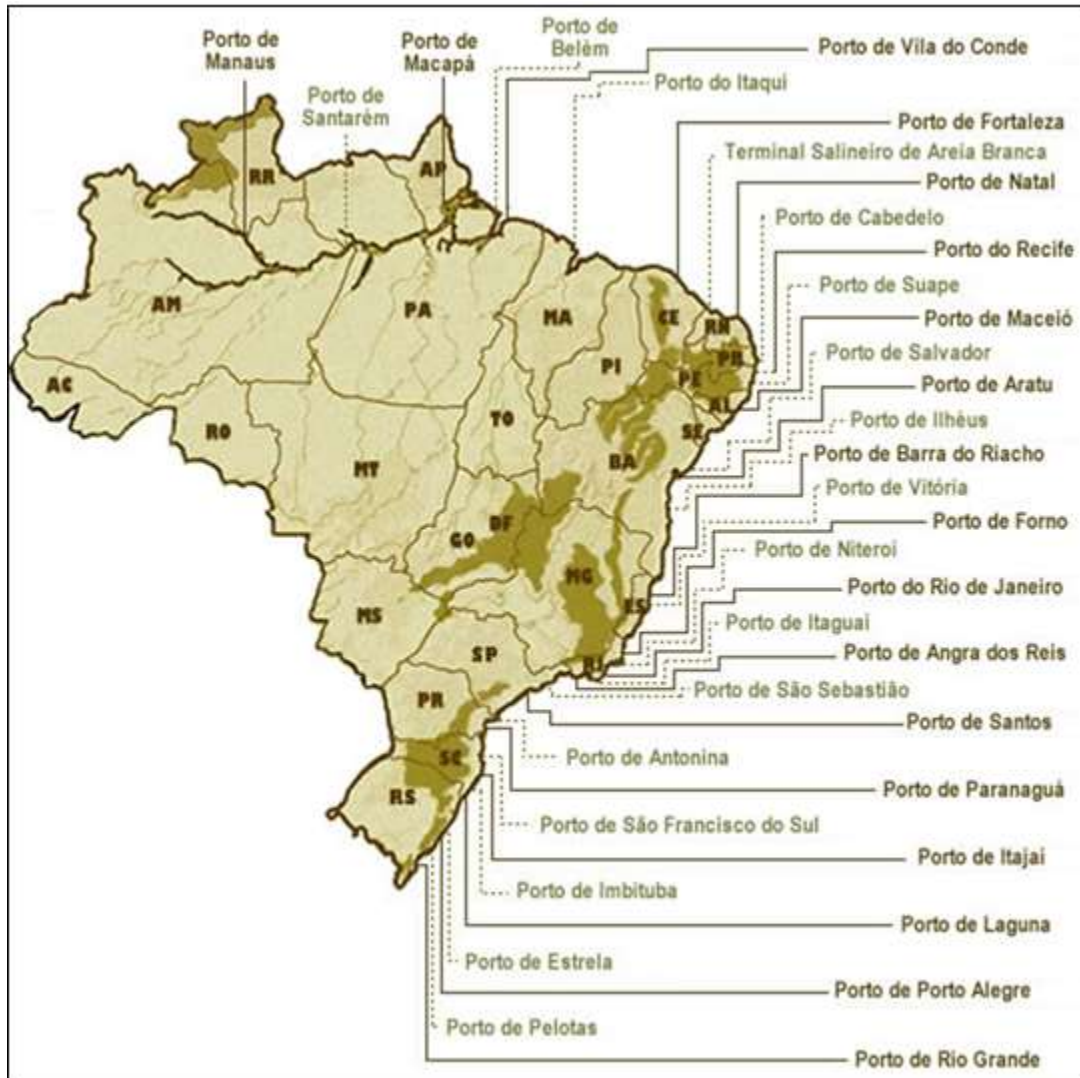 Porto de
Manaus
Porto de
Santarém
Porto de
Macapá
Porto de
Belèm
Porto de Vila do Conde
Porto do Itaqui
Porto de Fortaleza
Terminal Salineiro de Areia Branca
Porto de Natal
Porto de Cabedelo
Porto do Recife
Porto de Suape
Porto de Maceió
Porto de Salvador
Porto de Aratu
Porto de Ilhèus
Porto de Barra do Riacho
Porto de Vitória
Porto de Forno
Porto de Niteroi
Porto do Rio de Janeiro
Porto de Itaguai
Porto de Angra dos Reis
Porto de São Sebastião
Porto de Santos
Porto de Antonina
Porto de Paranaguà
Porto de São Francisco do Sul
Porto de Itajai
Porto de Imbituba
Porto de Laguna
Porto de Estrela
Porto de Porto Alegre
Porto de Pelotas
Porto de Rio Grande
RR
AP
AM
PA
MA
CE
RN
PB
PI
PE
AL
SE
AC
RO
TO
BA
MT
GO
DF
MG
ES
MS
SP
RJ
PR
SC
RS